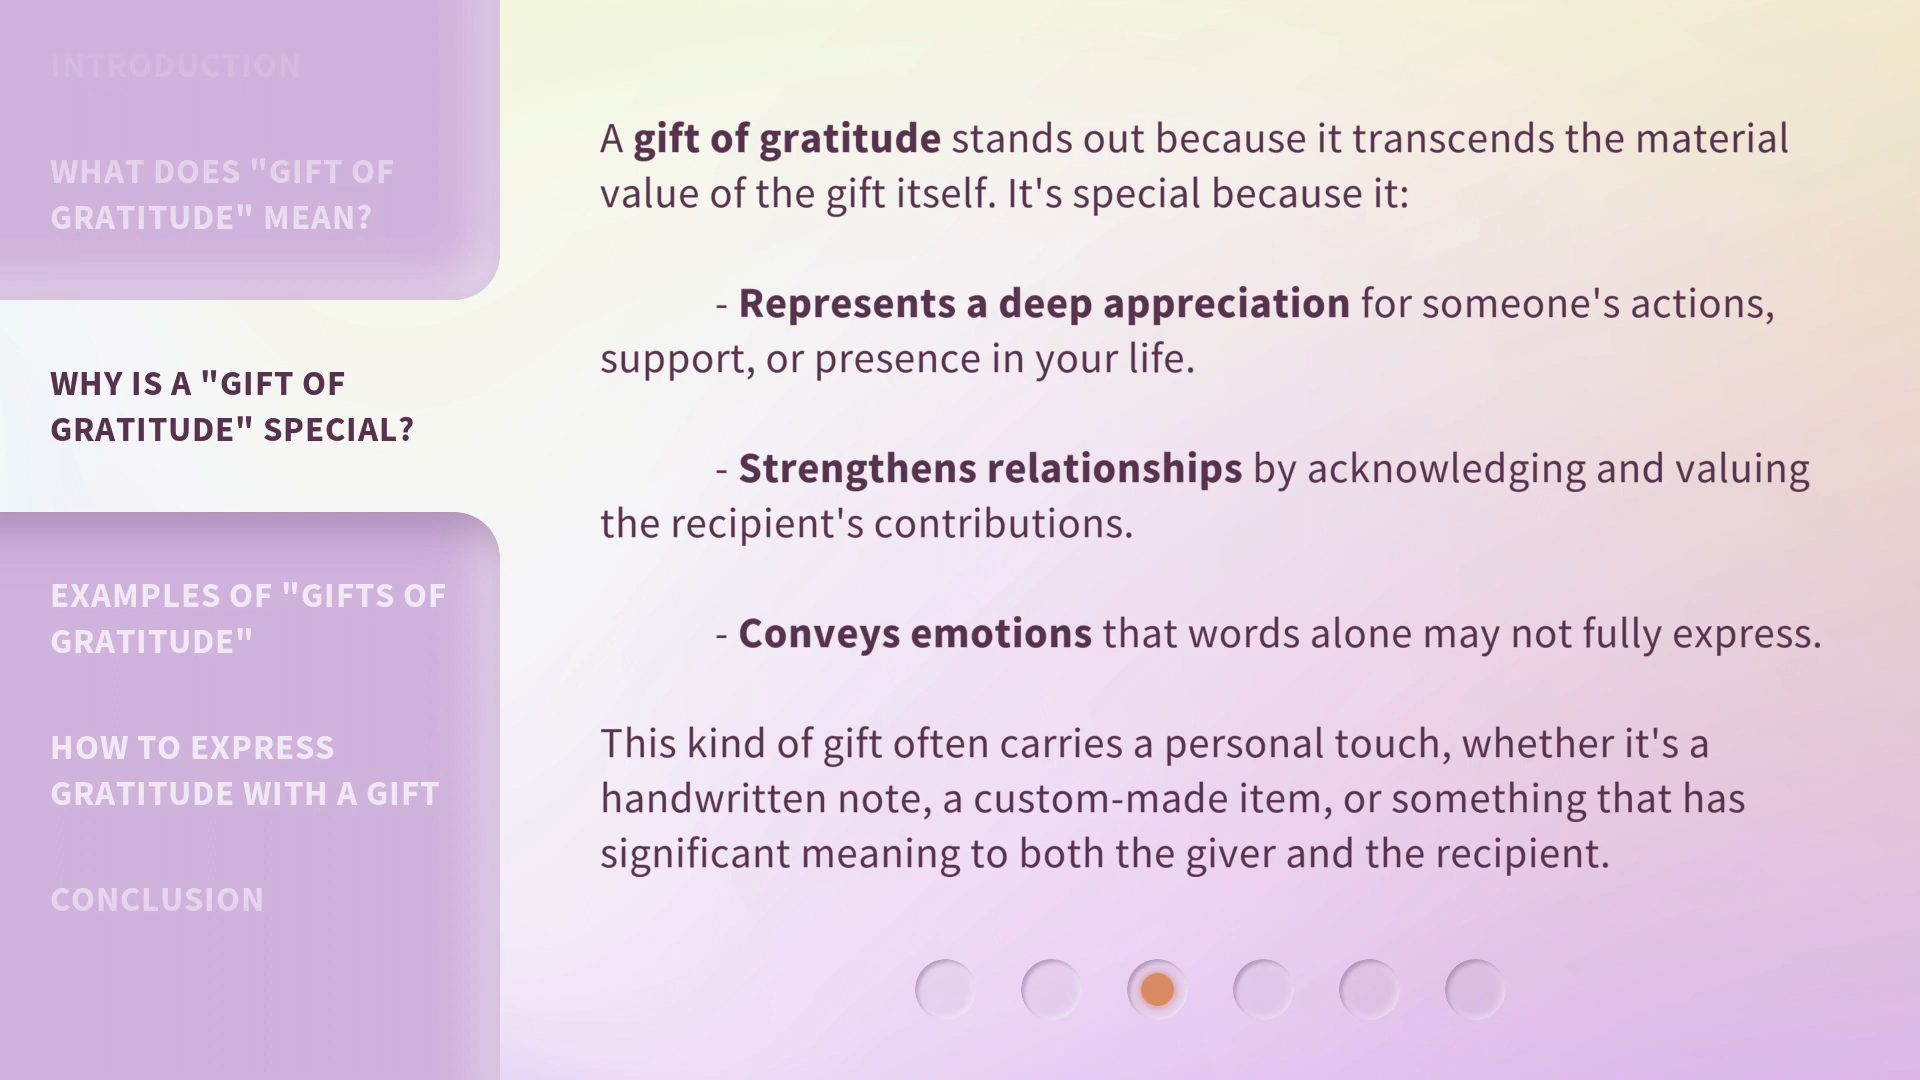 INTRODUCTION
WHAT DOES "GIFT OF
GRATITUDE" MEAN?
WHY IS A "GIFT OF
GRATITUDE" SPECIAL?
EXAMPLES OF "GIFTS OF
GRATITUDE"
HOW TO EXPRESS
GRATITUDE WITH A GIFT
CONCLUSION
A gift of gratitude stands out because it transcends the material
value of the gift itself. It's special because it:
- Represents a deep appreciation for someone's actions,
support, or presence in your life.
- Strengthens relationships by acknowledging and valuing
the recipient's contributions.
- Conveys emotions that words alone may not fully express.
This kind of gift often carries a personal touch, whether it's a
handwritten note, a custom-made item, or something that has
significant meaning to both the giver and the recipient.